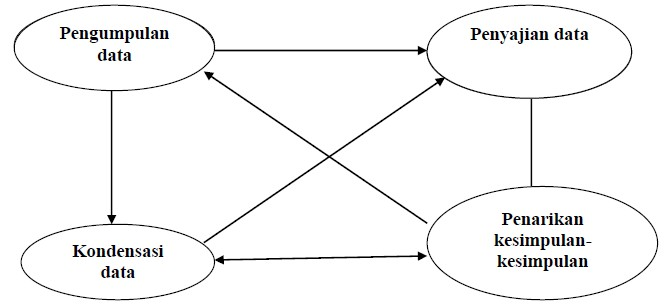 Pengumpulan
data
Penyajian data
Kondensasi
data
Penarikan
kesimpulan-
kesimpulan